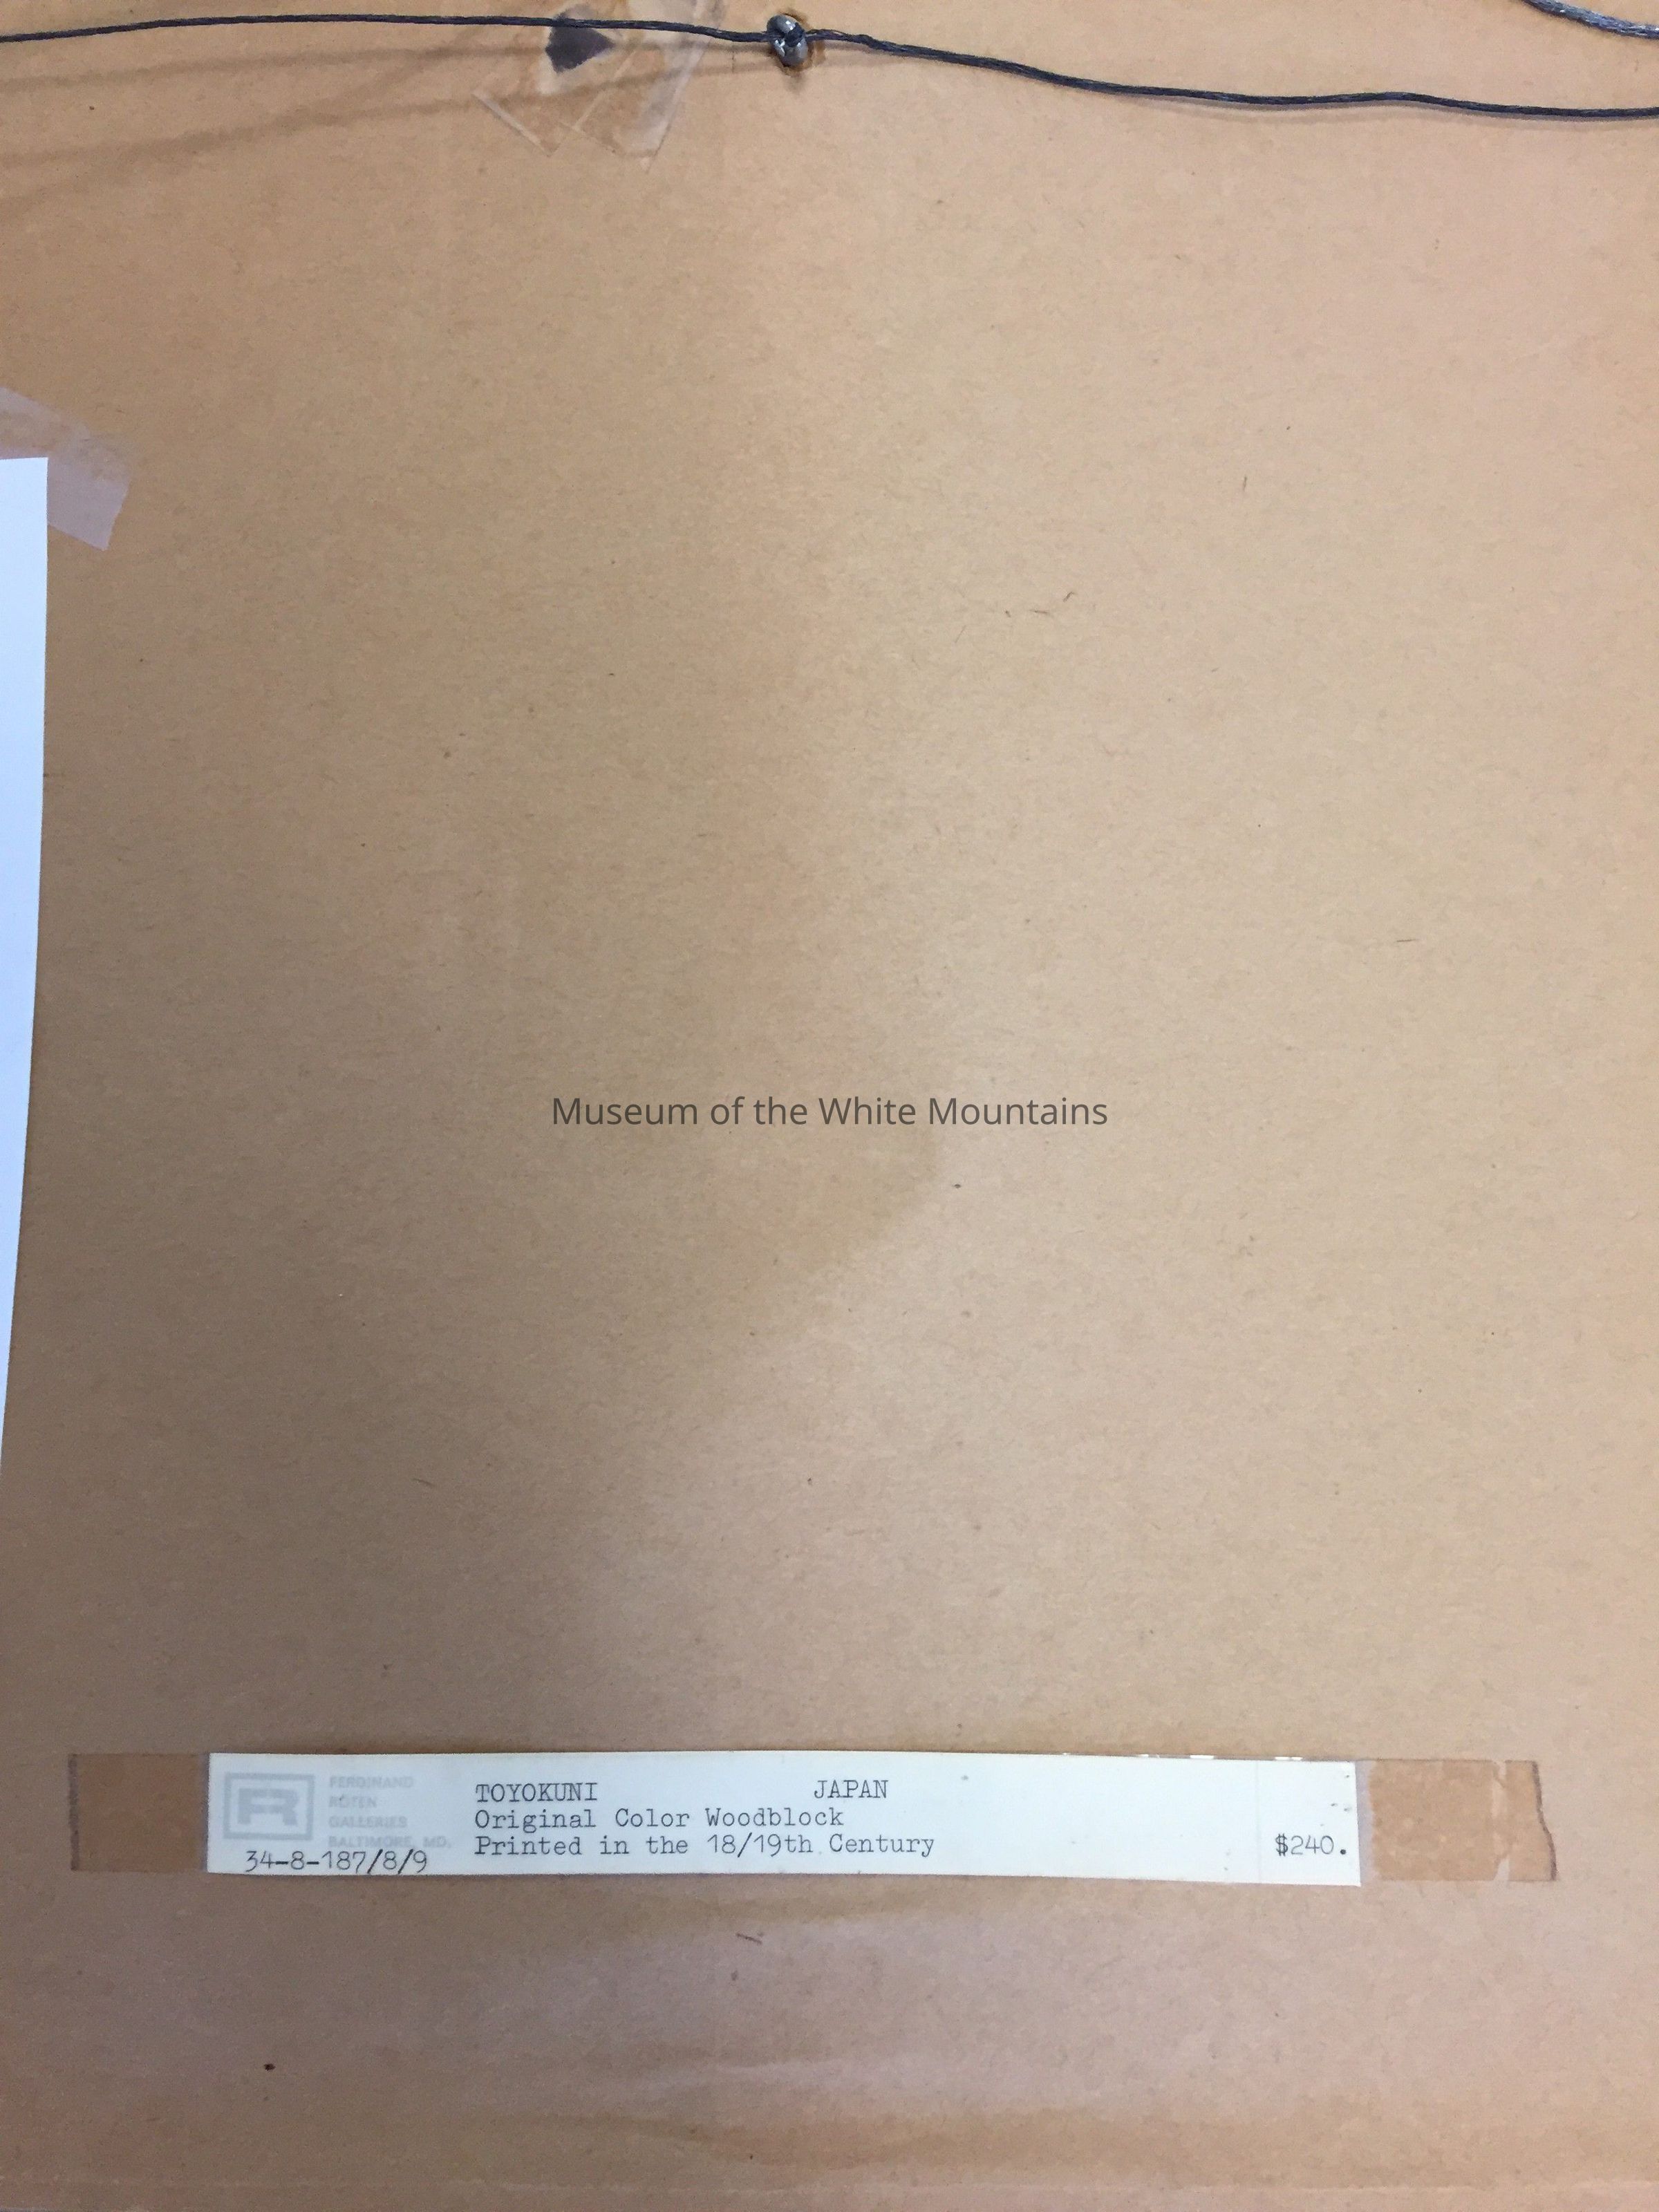 Museum of the White Mountains
FERDINAND
ROTEN
GALLERIES
BALTIMORE, MD.
34-8-187/8/9
TOYOKUNI JAPAN
Original Color Woodblock
Printed in the 18/19th Century
$240.